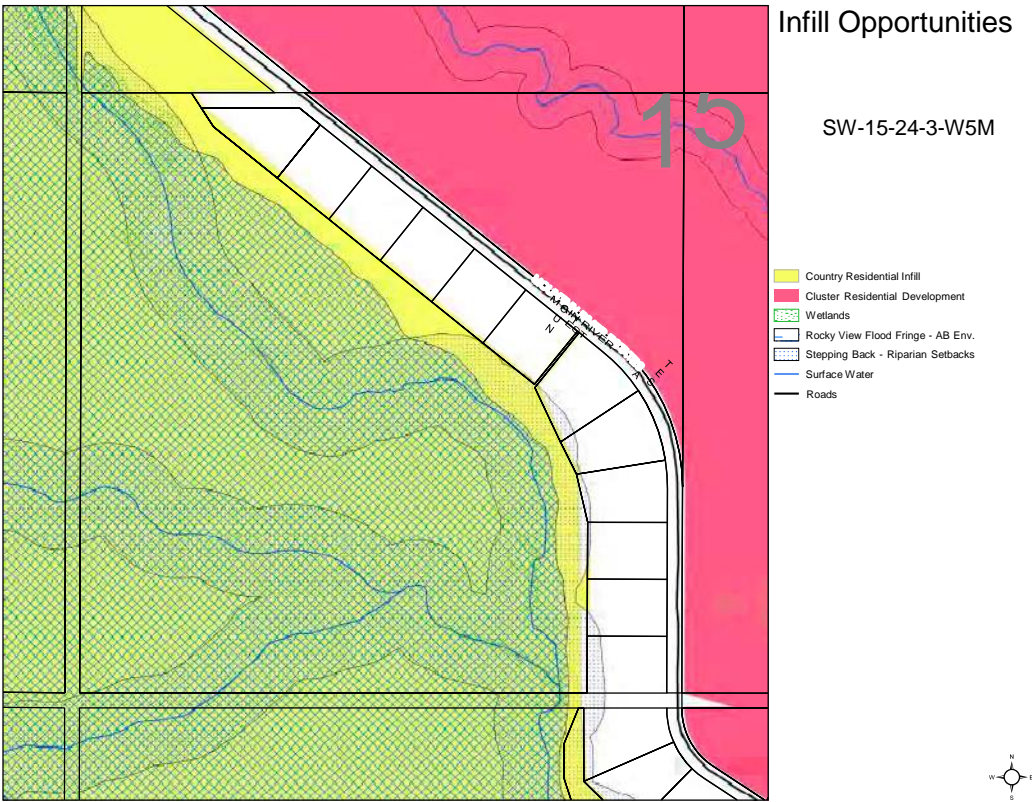 Infill Opportunities
SW-15-24-3-W5M
15
Country Residential Infill
Cluster Residential Development
Wetlands
Rocky View Flood Fringe - AB Env.
Stepping Back - Riparian Setbacks
Surface Water
Roads
RIVER
N
W
E
S